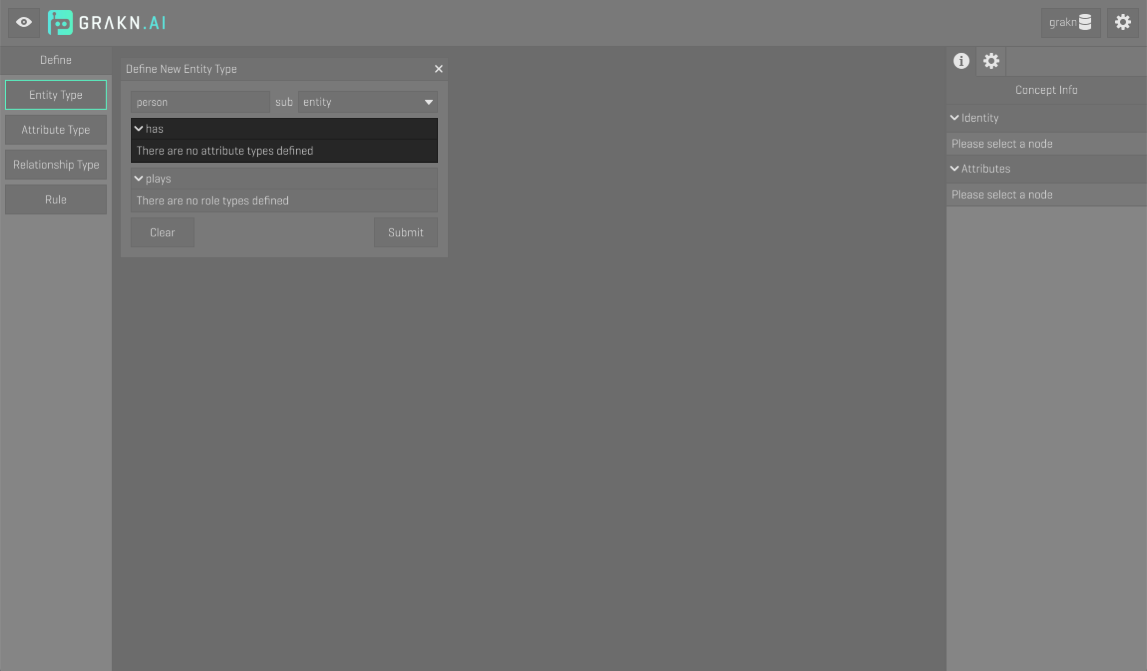 GRAKN.AI
grakn
Define
Entity Type
Attribute Type
Relationship Type
Rule
Define New Entity Type
person sub entity
has
There are no attribute types defined
plays
There are no role types defined
Clear Submit
Concept Info
Identity
Please select a node
Attributes
Please select a node